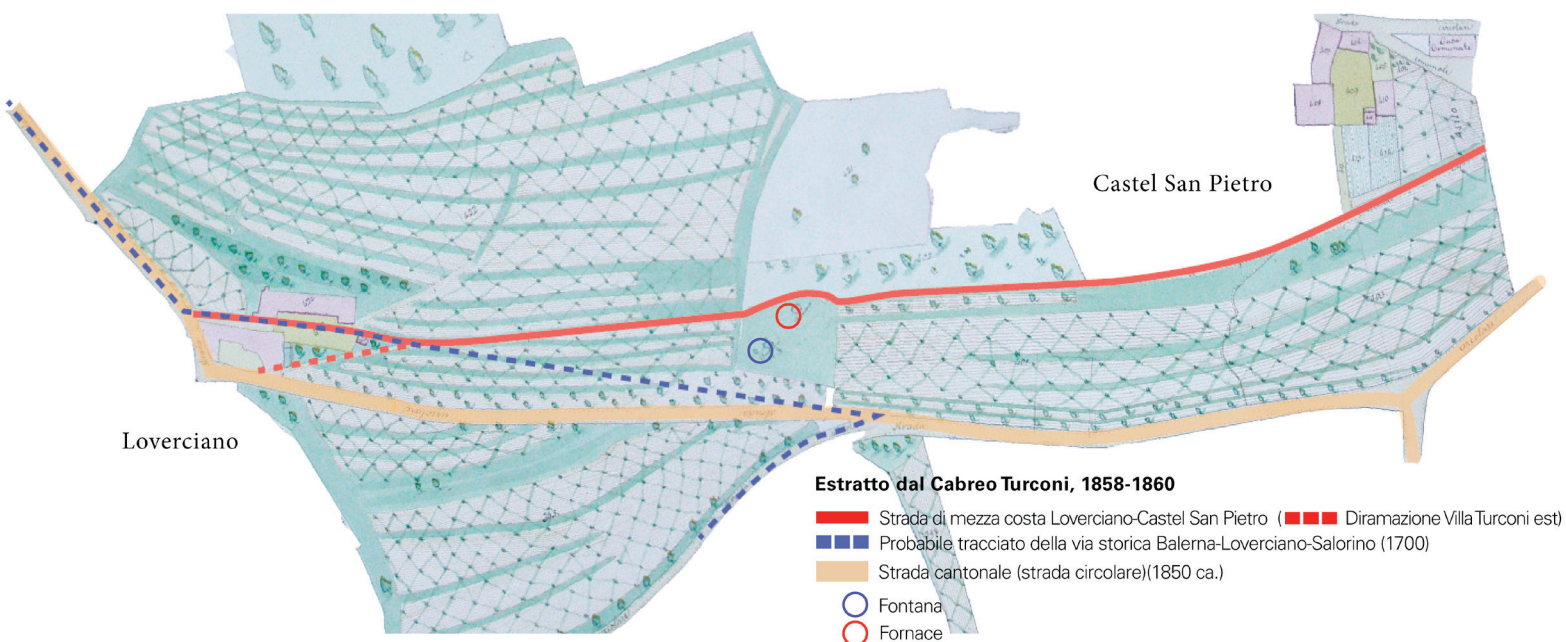 Castel San Pietro
Loverciano
Estratto dal Cabreo Turconi, 1858-1860
Strada di mezza costa Loverciano-Castel San Pietro ( Diramazione Villa Turconi est)
Probabile tracciato della via storica Balerna-Loverciano-Salorino (1700)
Strada cantonale (strada circolare)(1850 ca.)
Fontana
Fornace